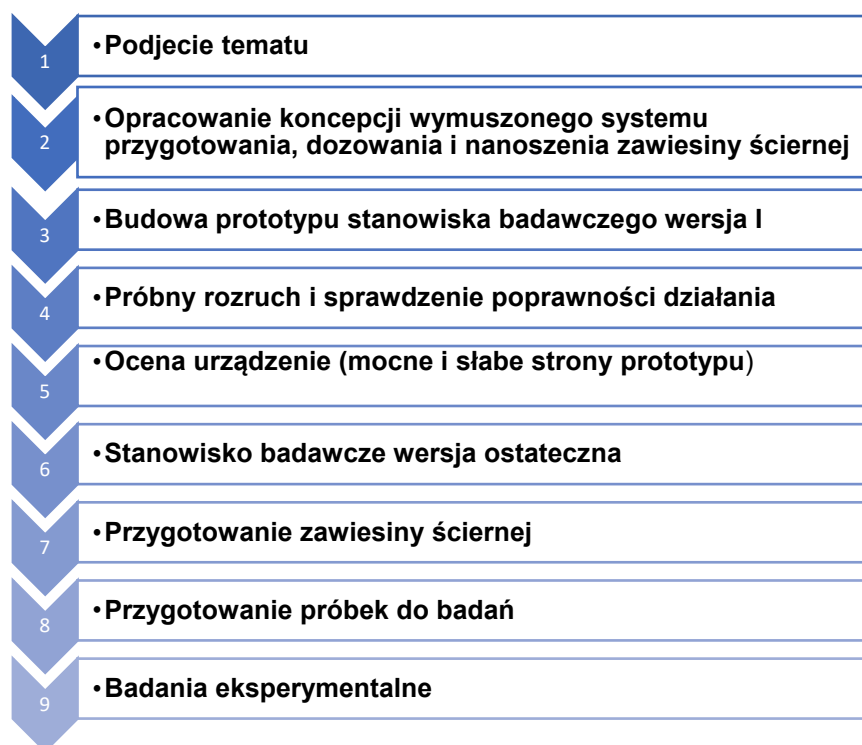 1
•Podjecie tematu
2
•Opracowanie koncepcji wymuszonego systemu
przygotowania, dozowania i nanoszenia zawiesiny ściernej
3
•Budowa prototypu stanowiska badawczego wersja I
4
•Próbny rozruch i sprawdzenie poprawności działania
5
•Ocena urządzenie (mocne i słabe strony prototypu)
6
•Stanowisko badawcze wersja ostateczna
7
•Przygotowanie zawiesiny ściernej
8
•Przygotowanie próbek do badań
9
•Badania eksperymentalne